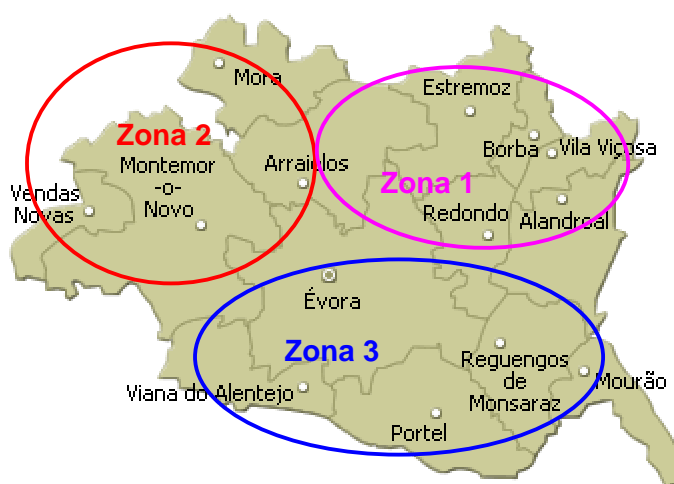 Mora
Estremoz
Zona 2
Borba
Vila Viçosa
Montemor
-o-
Novo
Arraiolos
Zona 1
Vendas
Novas
Redondo
Alandroal
Évora
Zona 3
Reguengos
de
Monsaraz
Mourão
Viana do Alentejo
Portel